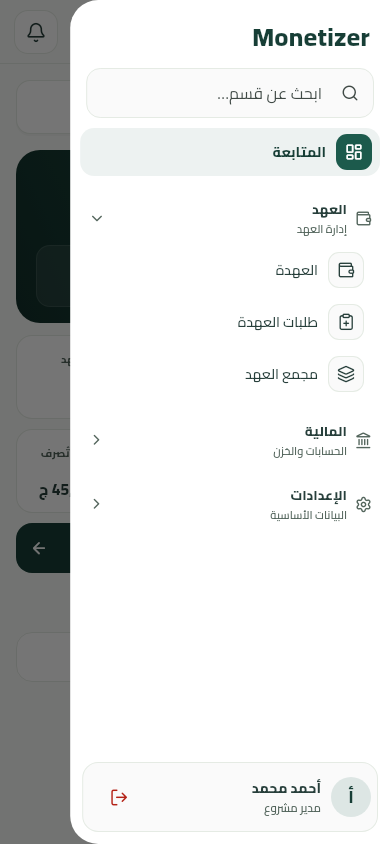 Monetizer
ابحث عن قسم...
المتابعة
العهد
إدارة العهد
العهدة
طلبات العهدة
مجمع العهد
المالية
الحسابات والخزن
الإعدادات
البيانات الأساسية
أ
أحمد محمد
مدير مشروع
45 ج